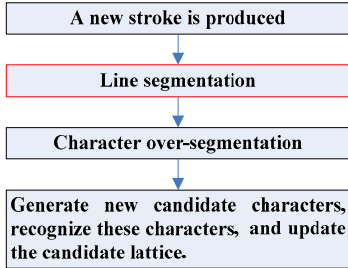 A new stroke is produced
Line segmentation
Character over-segmentation
Generate new candidate characters,
recognize these characters, and update
the candidate lattice.